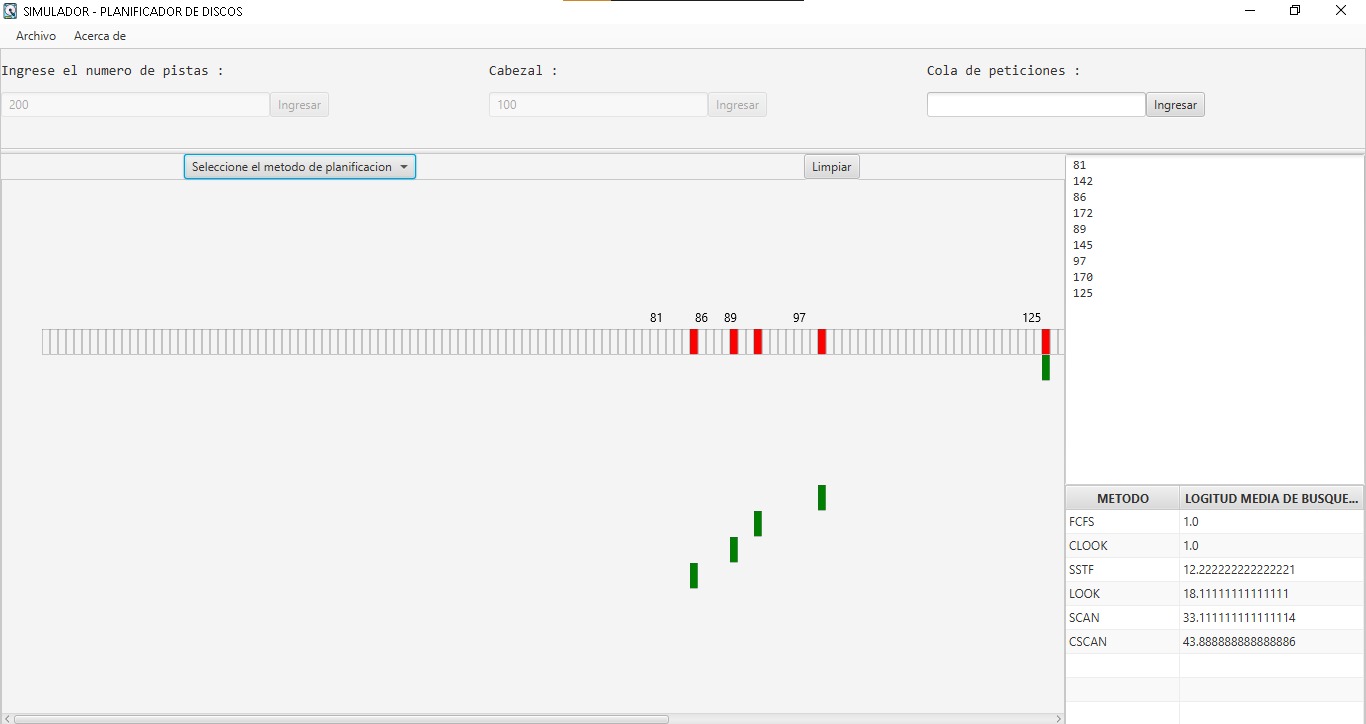 SIMULADOR - PLANIFICADOR DE DISCOS
Archivo Acerca de
Ingrese el numero de pistas : Cabezal : Cola de peticiones :
200 Ingresar 100 Ingresar Ingresar
Seleccione el metodo de planificacion Limpiar
81
142
86
172
89
145
97
170
125
81 86 89 97 125
METODO LOGITUD MEDIA DE BUSQUE...
FCFS 1.0
CLOOK 1.0
SSTF 12.222222222222221
LOOK 18.11111111111111
SCAN 33.111111111111114
CSCAN 43.888888888888886